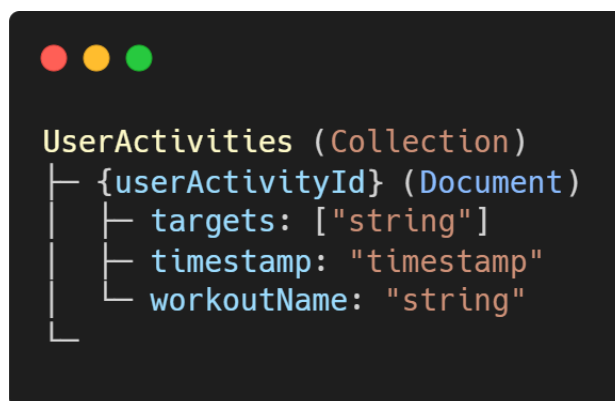 UserActivities (Collection)
├─ {userActivityId} (Document)
│  ├─ targets: ["string"]
│  ├─ timestamp: "timestamp"
│  └─ workoutName: "string"
└─